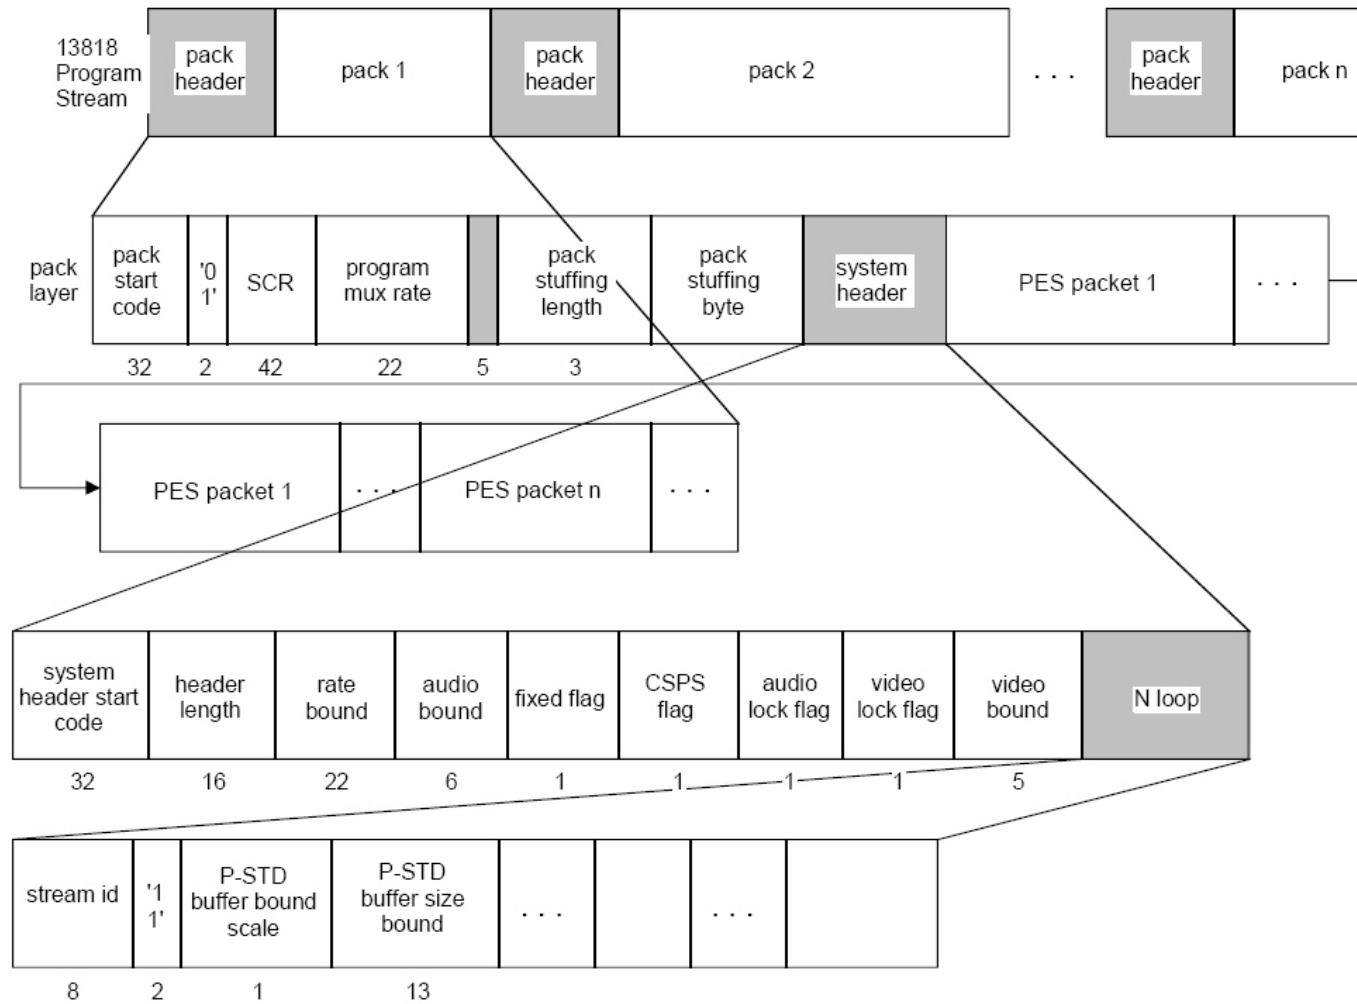 13818
Program
Stream
pack
header
pack 1
pack
header
pack 2
. . .
pack
header
pack n
pack
layer
pack
start
code
'0
1'
SCR
program
mux rate
pack
stuffing
length
pack
stuffing
byte
system
header
PES packet 1
. . .
32
2
42
22
5
3
PES packet 1
. . .
PES packet n
. . .
system
header start
code
header
length
rate
bound
audio
bound
fixed flag
CSPS
flag
audio
lock flag
video
lock flag
video
bound
N loop
32
16
22
6
1
1
1
1
5
stream id
'1
1'
P-STD
buffer bound
scale
P-STD
buffer size
bound
. . .
. . .
8
2
1
13